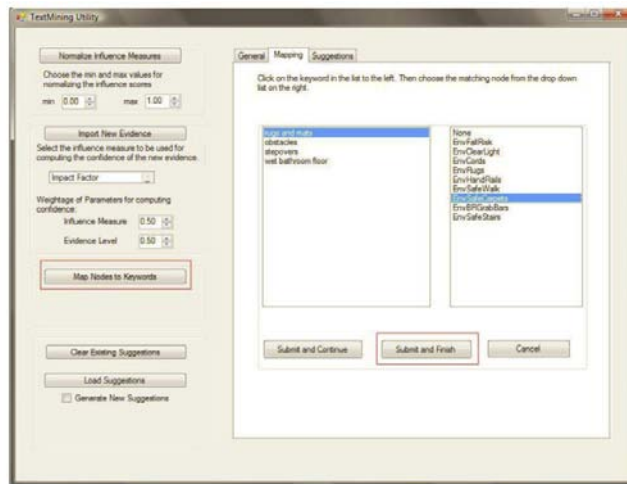 TextMining Utility
Normalize Influence Measures
Choose the min and max values for
normalizing the influence scores
min 0.00 max 1.00
Import New Evidence
Select the influence measure to be used for
computing the confidence of the new evidence.
Impact Factor
Weightage of Parameters for computing
confidence:
Influence Measure 0.50
Evidence Level 0.50
Map Nodes to Keywords
Clear Existing Suggestions
Load Suggestions
Generate New Suggestions
General Mapping Suggestions
Click on the keyword in the list to the left. Then choose the matching node from the drop down
list on the right.
rugs and mats
obstacles
stepovers
wet bathroom floor
None
EnvFallRisk
EnvClearLight
EnvCords
EnvRugs
EnvHandRails
EnvSafeWalk
EnvSafeCarpets
EnvBRGrabBars
EnvSafeStairs
Submit and Continue Submit and Finish Cancel